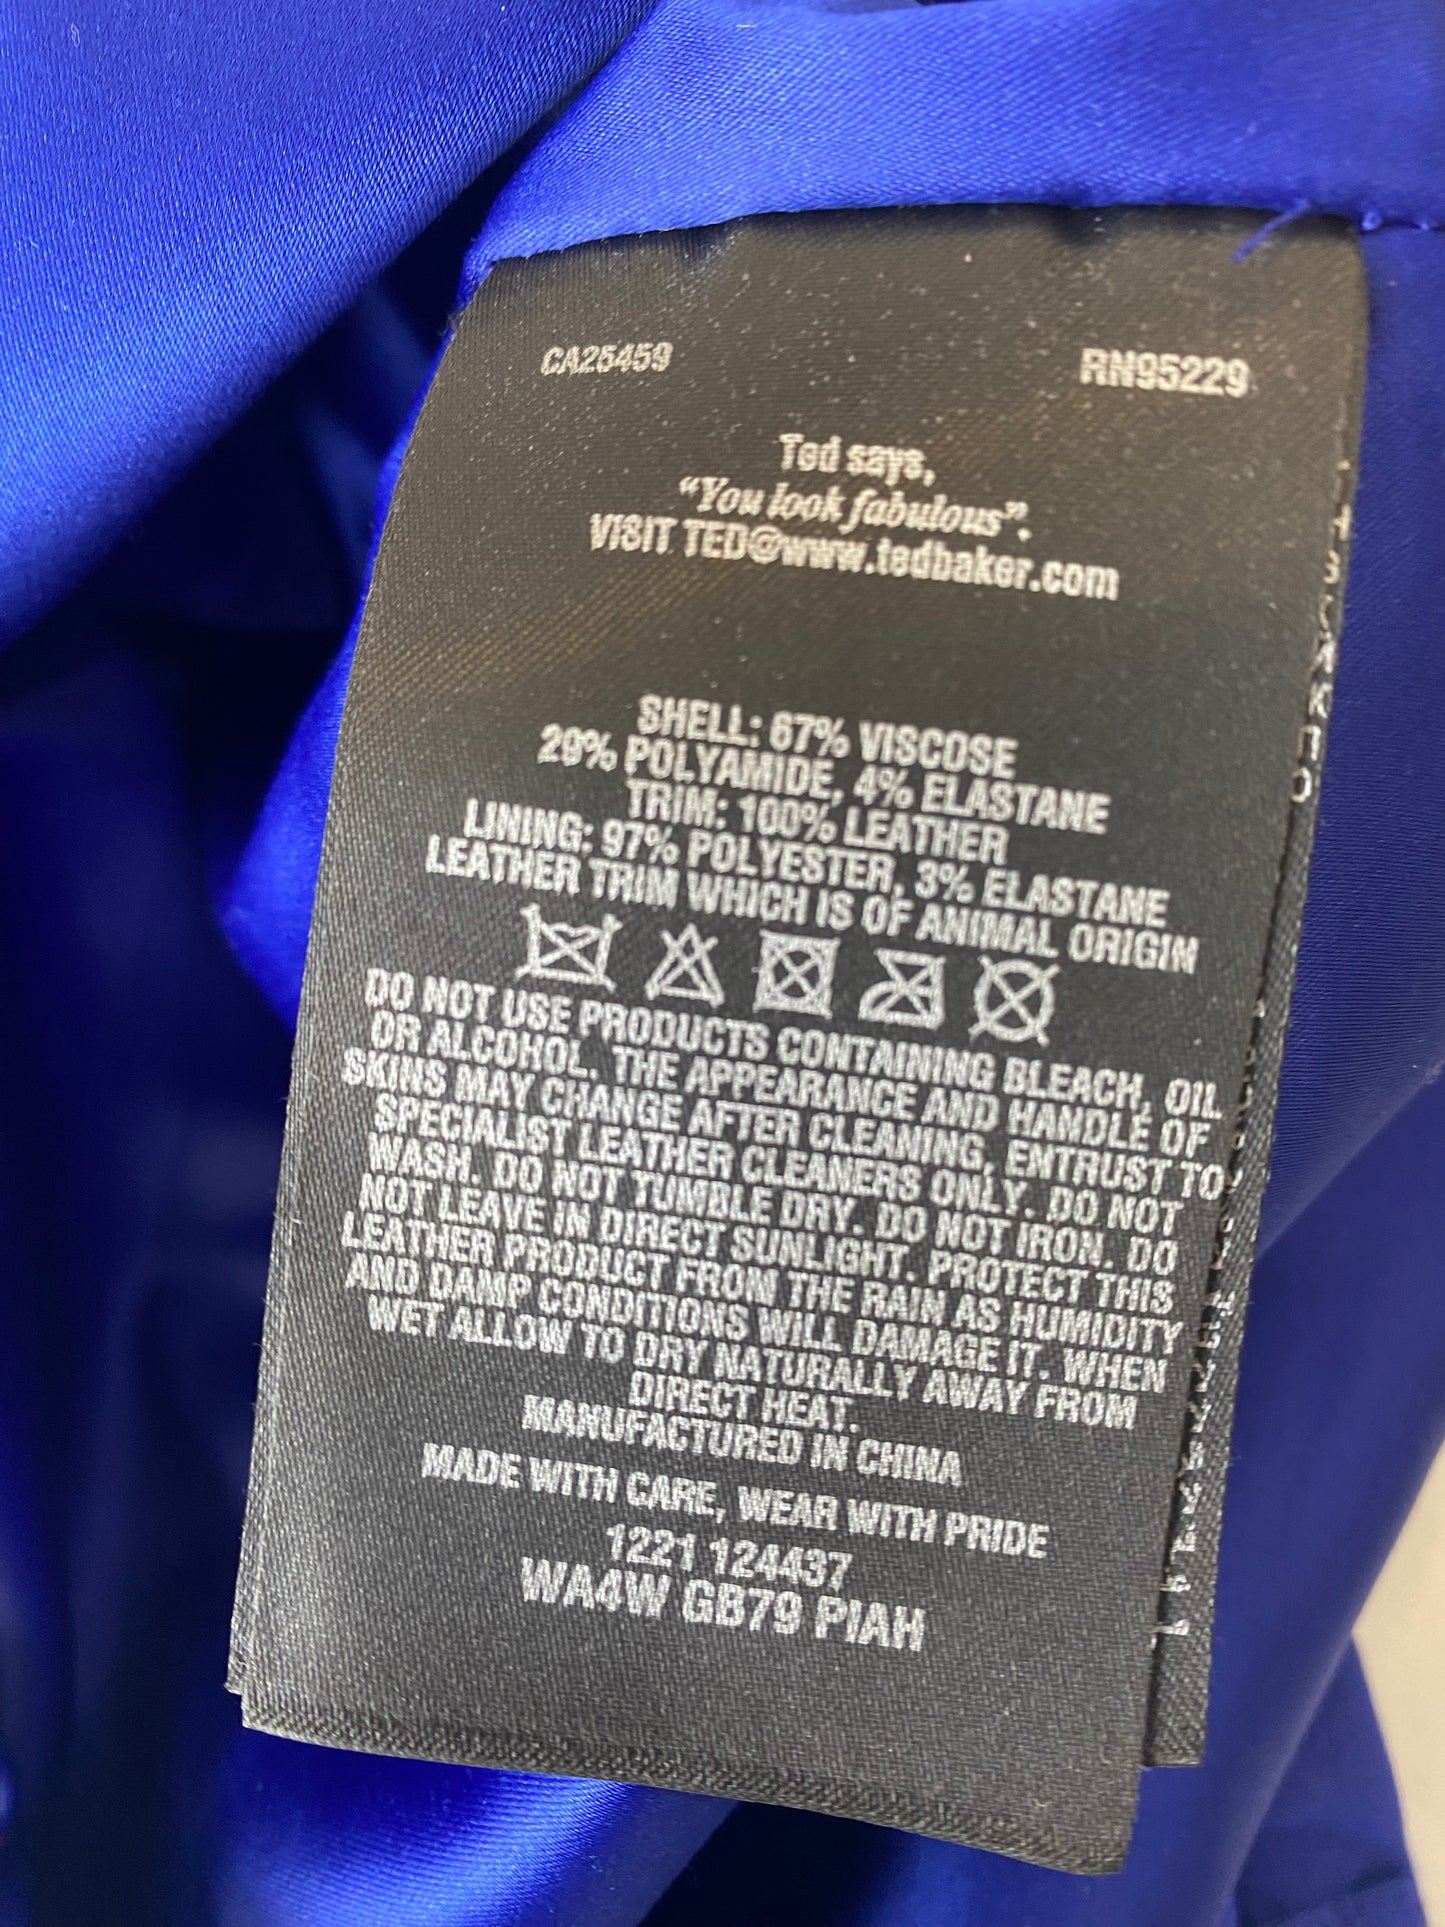 CA25459 RN95229
Ted says,
“You look fabulous”.
VISIT TED@www.tedbaker.com
SHELL: 67% VISCOSE
29% POLYAMIDE, 4% ELASTANE
TRIM: 100% LEATHER
LINING: 97% POLYESTER, 3% ELASTANE
LEATHER TRIM WHICH IS OF ANIMAL ORIGIN
DO NOT USE PRODUCTS CONTAINING BLEACH, OIL
OR ALCOHOL. THE APPEARANCE AND HANDLE OF
SKINS MAY CHANGE AFTER CLEANING, ENTRUST TO
SPECIALIST LEATHER CLEANERS ONLY. DO NOT
WASH. DO NOT TUMBLE DRY. DO NOT IRON. DO
NOT LEAVE IN DIRECT SUNLIGHT. PROTECT THIS
LEATHER PRODUCT FROM THE RAIN AS HUMIDITY
AND DAMP CONDITIONS WILL DAMAGE IT. WHEN
WET ALLOW TO DRY NATURALLY AWAY FROM
DIRECT HEAT.
MANUFACTURED IN CHINA
MADE WITH CARE, WEAR WITH PRIDE
1221 124437
WA4W GB79 PIAH